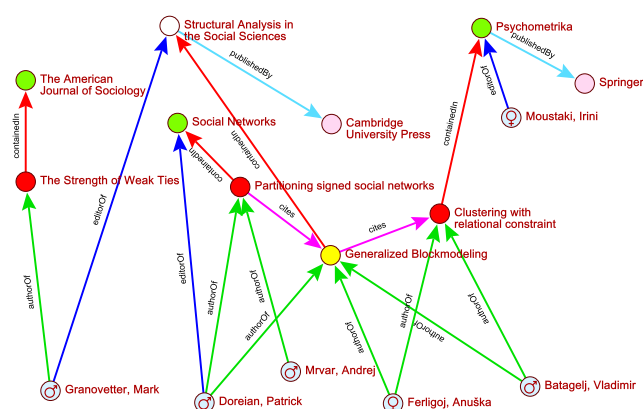 Structural Analysis in
the Social Sciences
Psychometrika
publishedBy
publishedBy
editorOf
The American
Journal of Sociology
Springer
Social Networks
Cambridge
University Press
Moustaki, Irini
containedIn
containedIn
containedIn
containedIn
The Strength of Weak Ties
Partitioning signed social networks
editorOf
cites
cites
Clustering with
relational constraint
Generalized Blockmodeling
editorOf
authorOf
authorOf
authorOf
authorOf
authorOf
authorOf
authorOf
authorOf
Mrvar, Andrej
Granovetter, Mark
Doreian, Patrick
Ferligoj, Anuška
Batagelj, Vladimir